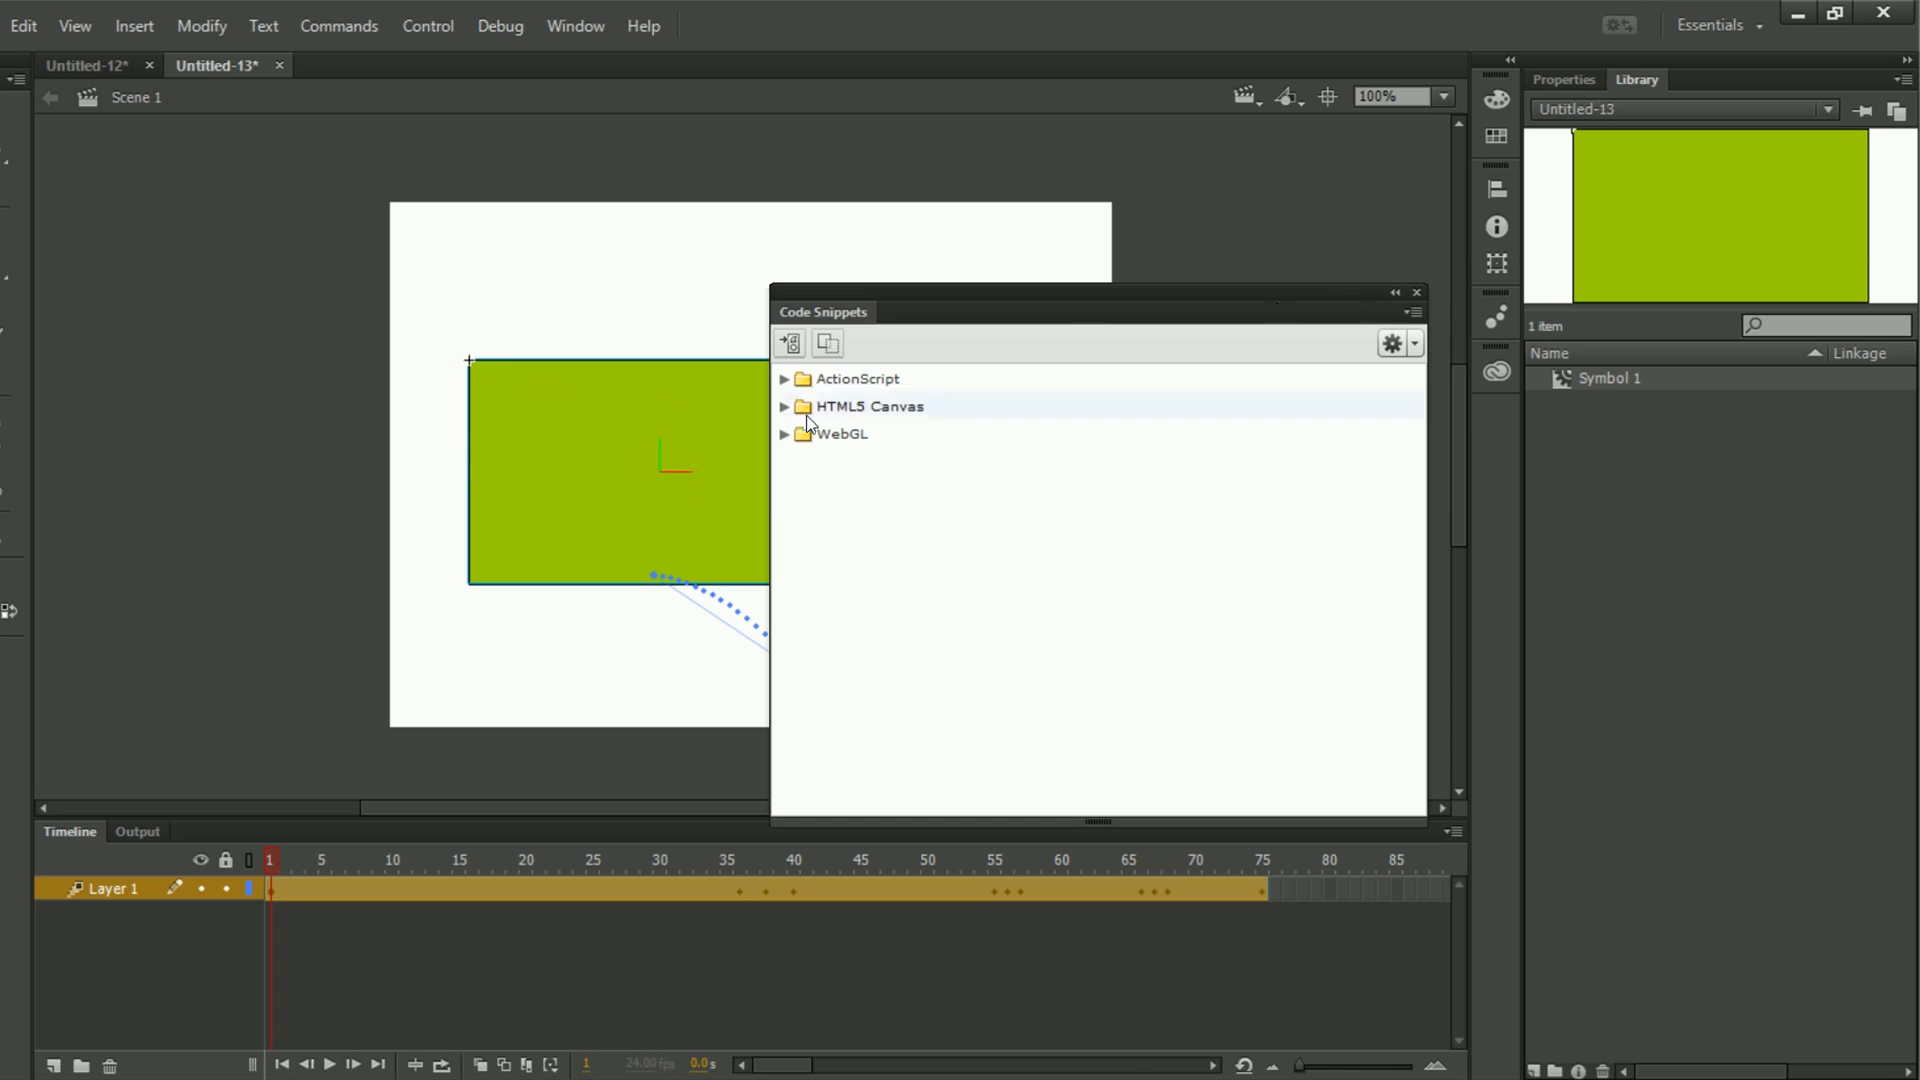 Edit View Insert Modify Text Commands Control Debug Window Help Essentials
Untitled-12* Untitled-13*
Scene 1 100%
Properties Library
Untitled-13
1 item
Name Linkage
Symbol 1
Code Snippets
ActionScript
HTML5 Canvas
WebGL
Timeline Output
1 5 10 15 20 25 30 35 40 45 50 55 60 65 70 75 80 85
Layer 1
1 24.00 fps 0.0 s